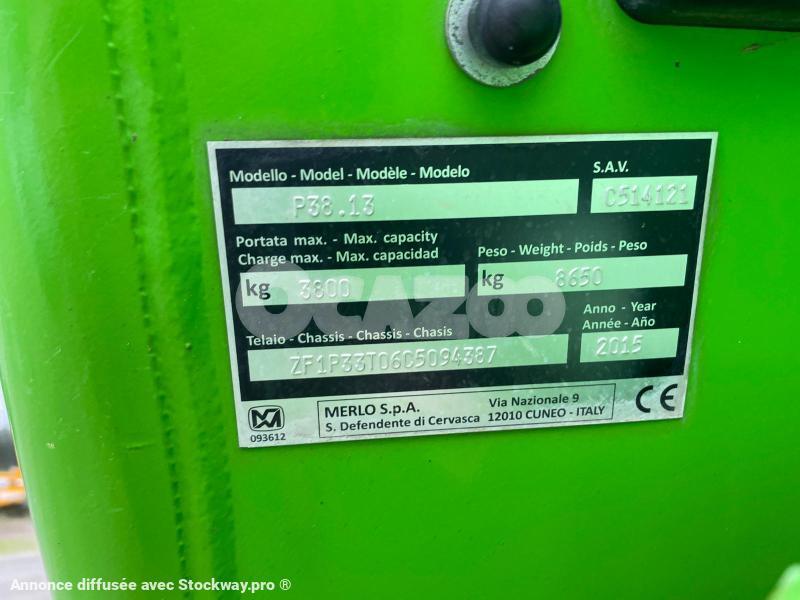 Modello - Model - Modèle - Modelo
S.A.V.
P38.13
C514121
Portata max. - Max. capacity
Charge max. - Max. capacidad
Peso - Weight - Poids - Peso
kg 3800
kg 8650
OCAZOO
Telaio - Chassis - Chassis - Chasis
Anno - Year
Année - Año
ZF1P33T06C5094387
2015
MERLO S.p.A.
Via Nazionale 9
S. Defendente di Cervasca 12010 CUNEO - ITALY
093612
CE
Annonce diffusée avec Stockway.pro ®